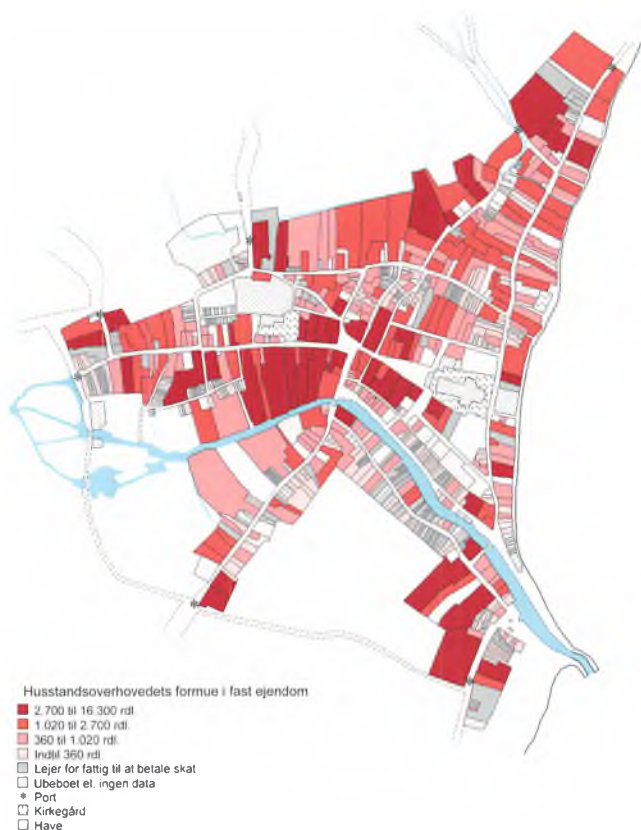 Husstandsoverhovedets formue i fast ejendom
2.700 til 16.300 rdl.
1.020 til 2.700 rdl.
360 til 1.020 rdl.
Indtil 360 rdl.
Lejer for fattig til at betale skat
Ubeboet el. ingen data
Port
Kirkegård
Have